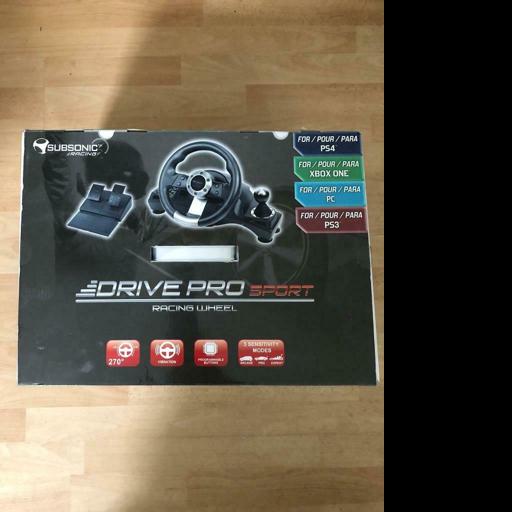 SUBSONIC
RACING
FOR / POUR / PARA
PS4
FOR / POUR / PARA
XBOX ONE
FOR / POUR / PARA
PC
FOR / POUR / PARA
PS3
DRIVE PRO SPORT
RACING WHEEL
270°
VIBRATION
PROGRAMMABLE
BUTTONS
3 SENSITIVITY
MODES